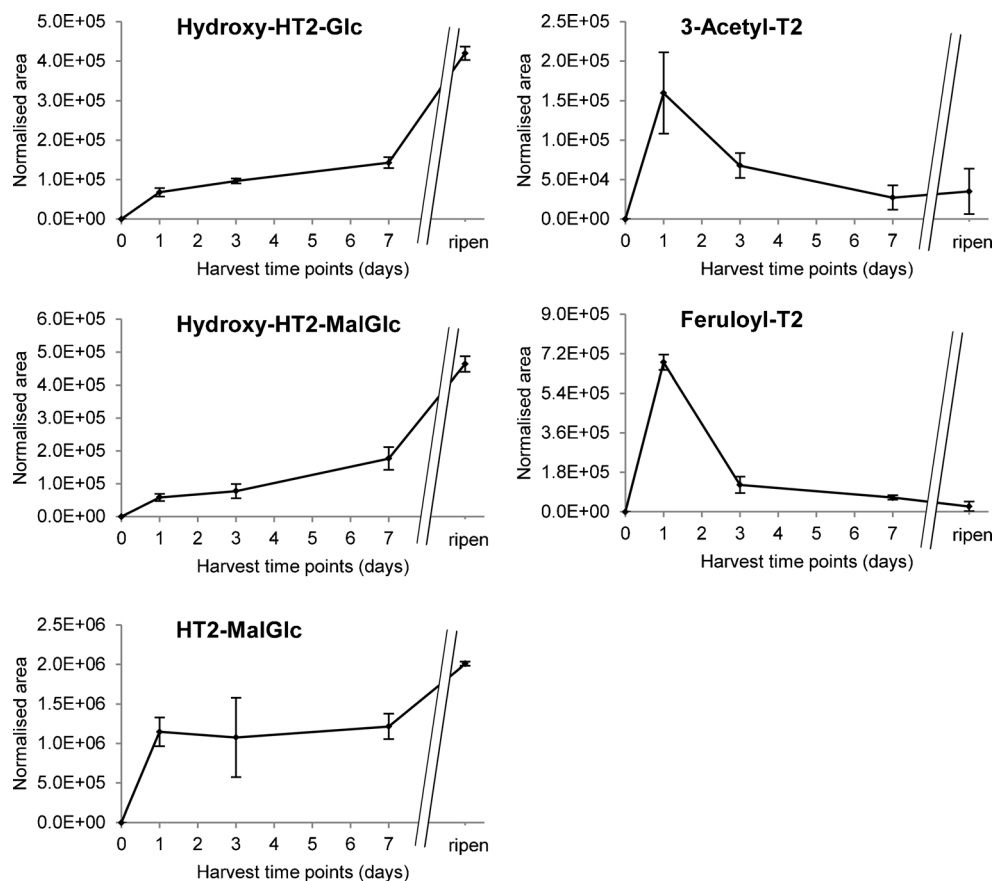 Hydroxy-HT2-Glc
Normalised area
5.0E+05
4.0E+05
3.0E+05
2.0E+05
1.0E+05
0.0E+00
0 1 2 3 4 5 6 7 ripen
Harvest time points (days)
3-Acetyl-T2
Normalised area
2.5E+05
2.0E+05
1.5E+05
1.0E+05
5.0E+04
0.0E+00
0 1 2 3 4 5 6 7 ripen
Harvest time points (days)
Hydroxy-HT2-MalGlc
Normalised area
6.0E+05
5.0E+05
4.0E+05
3.0E+05
2.0E+05
1.0E+05
0.0E+00
0 1 2 3 4 5 6 7 ripen
Harvest time points (days)
Feruloyl-T2
Normalised area
9.0E+05
7.2E+05
5.4E+05
3.6E+05
1.8E+05
0.0E+00
0 1 2 3 4 5 6 7 ripen
Harvest time points (days)
HT2-MalGlc
Normalised area
2.5E+06
2.0E+06
1.5E+06
1.0E+06
5.0E+05
0.0E+00
0 1 2 3 4 5 6 7 ripen
Harvest time points (days)